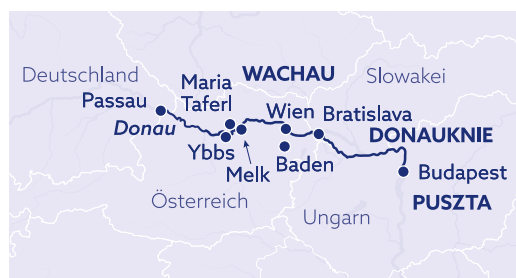 Deutschland
Passau
Donau
Maria
Taferl
WACHAU
Ybbs
Melk
Wien
Baden
Bratislava
Slowakei
DONAUKNIE
Budapest
PUSZTA
Österreich
Ungarn